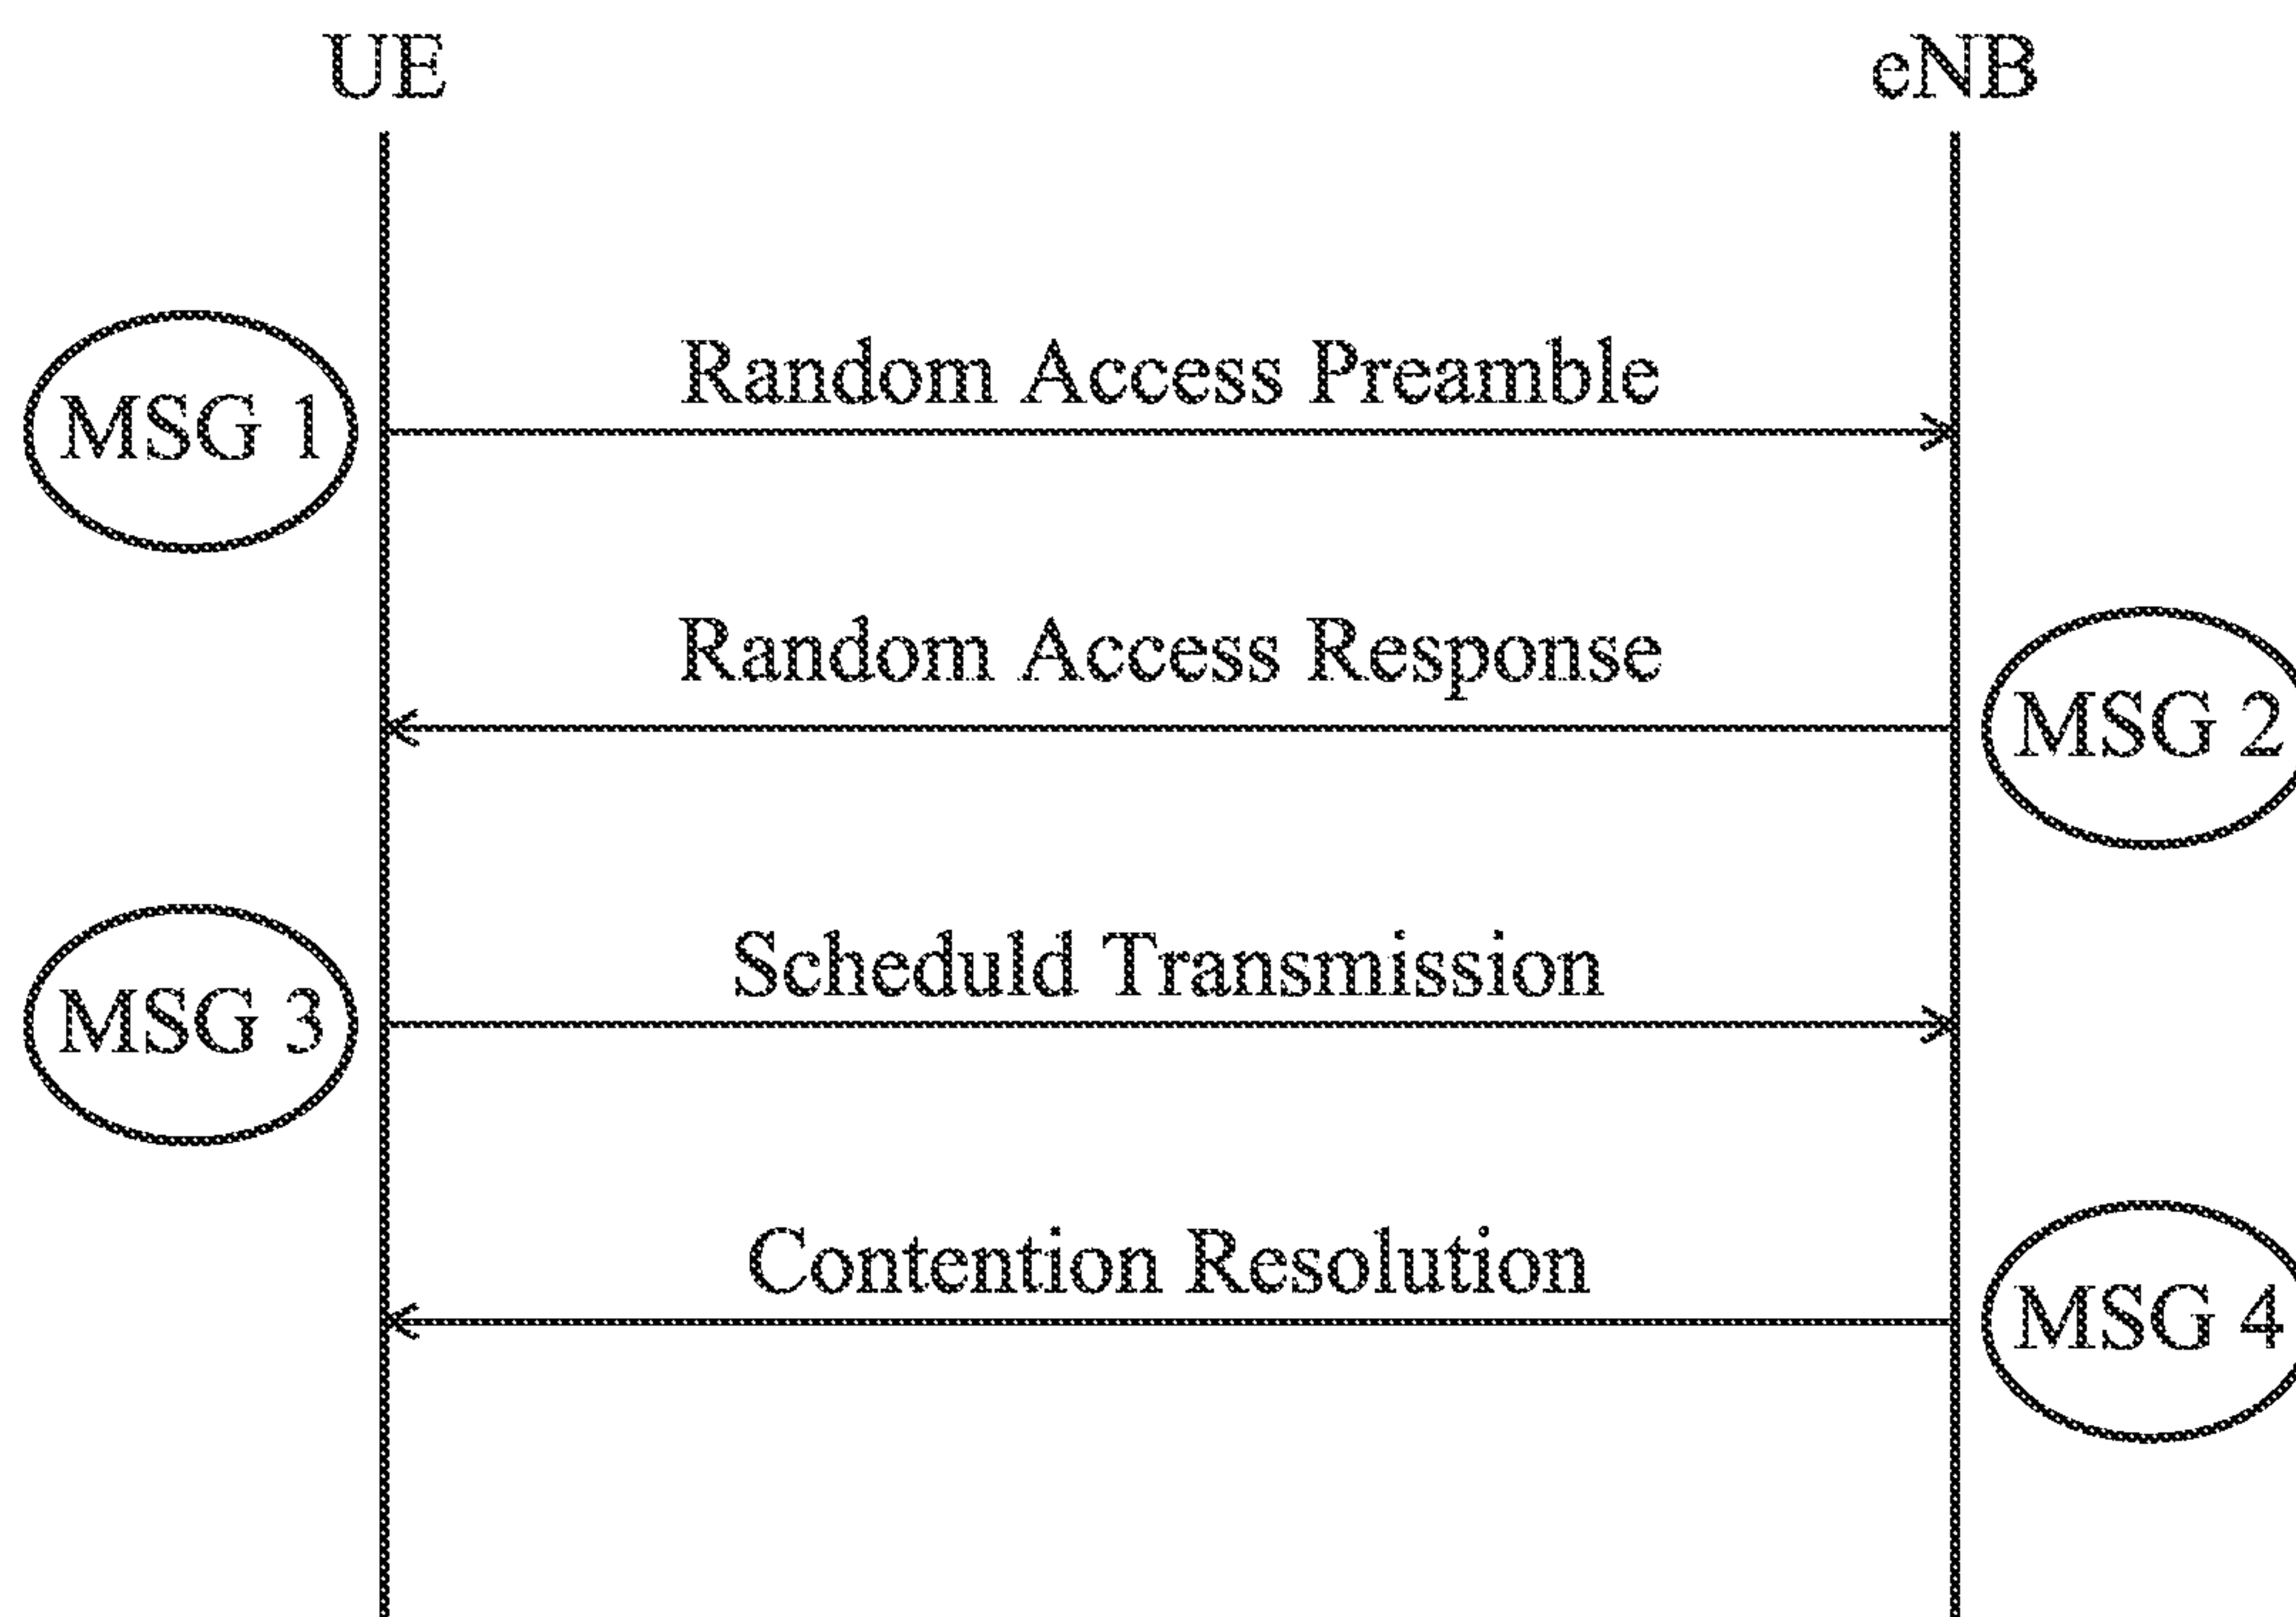 UE
eNB
Random Access Preamble
MSG 1
Random Access Response
MSG 2
Scheduld Transmission
MSG 3
Contention Resolution
MSG 4